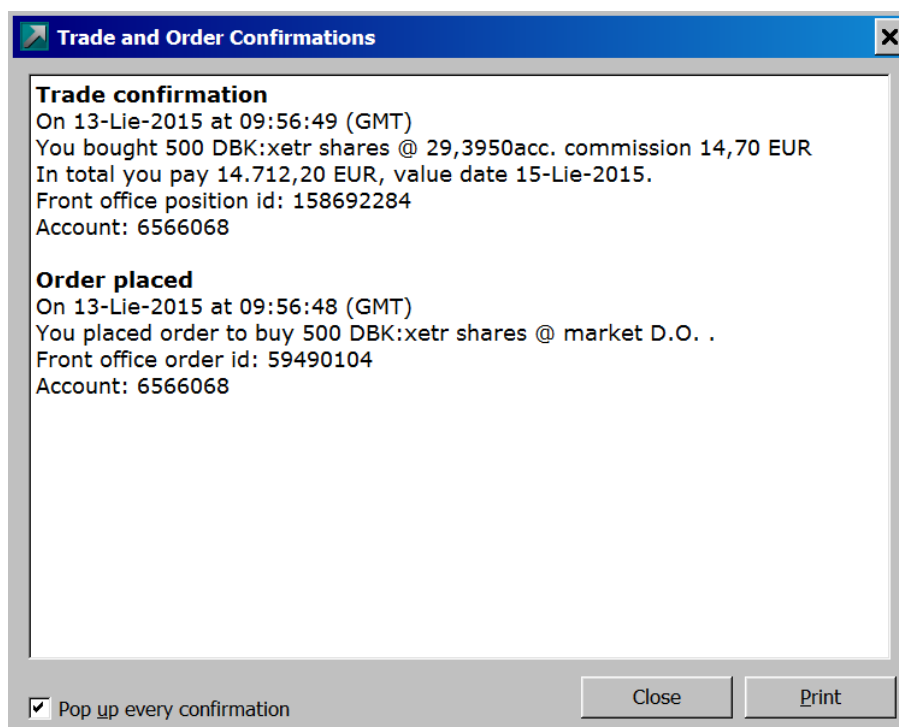 Trade and Order Confirmations
Trade confirmation
On 13-Lie-2015 at 09:56:49 (GMT)
You bought 500 DBK:xetr shares @ 29,3950acc. commission 14,70 EUR
In total you pay 14.712,20 EUR, value date 15-Lie-2015.
Front office position id: 158692284
Account: 6566068
Order placed
On 13-Lie-2015 at 09:56:48 (GMT)
You placed order to buy 500 DBK:xetr shares @ market D.O. .
Front office order id: 59490104
Account: 6566068
Pop up every confirmation
Close
Print